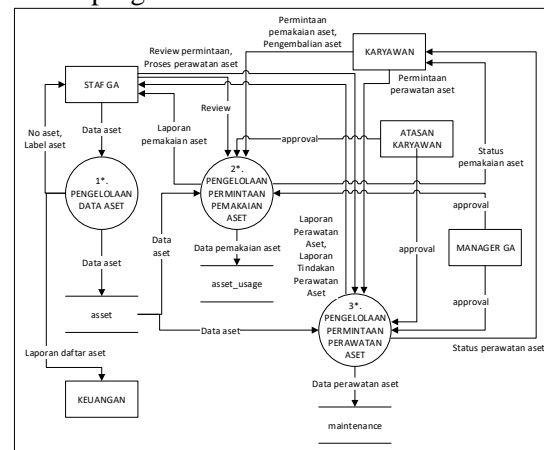 Permintaan
pemakaian aset,
Pengembalian aset
KARYAWAN
Review permintaan,
Proses perawatan aset
STAF GA
Permintaan
perawatan aset
Review
No aset,
Label aset
Data aset
Laporan
pemakaian aset
approval
ATASAN
KARYAWAN
Status
pemakaian aset
1*.
PENGELOLAAN
DATA ASET
2*.
PENGELOLAAN
PERMINTAAN
PEMAKAIAN
ASET
approval
Laporan
Perawatan
Aset,
Laporan
Tindakan
Perawatan
Aset
approval
MANAGER GA
Data aset
Data
aset
Data pemakaian aset
asset_usage
asset
approval
3*.
PENGELOLAAN
PERMINTAAN
PERAWATAN
ASET
Data aset
Status perawatan aset
Laporan daftar aset
KEUANGAN
Data perawatan aset
maintenance